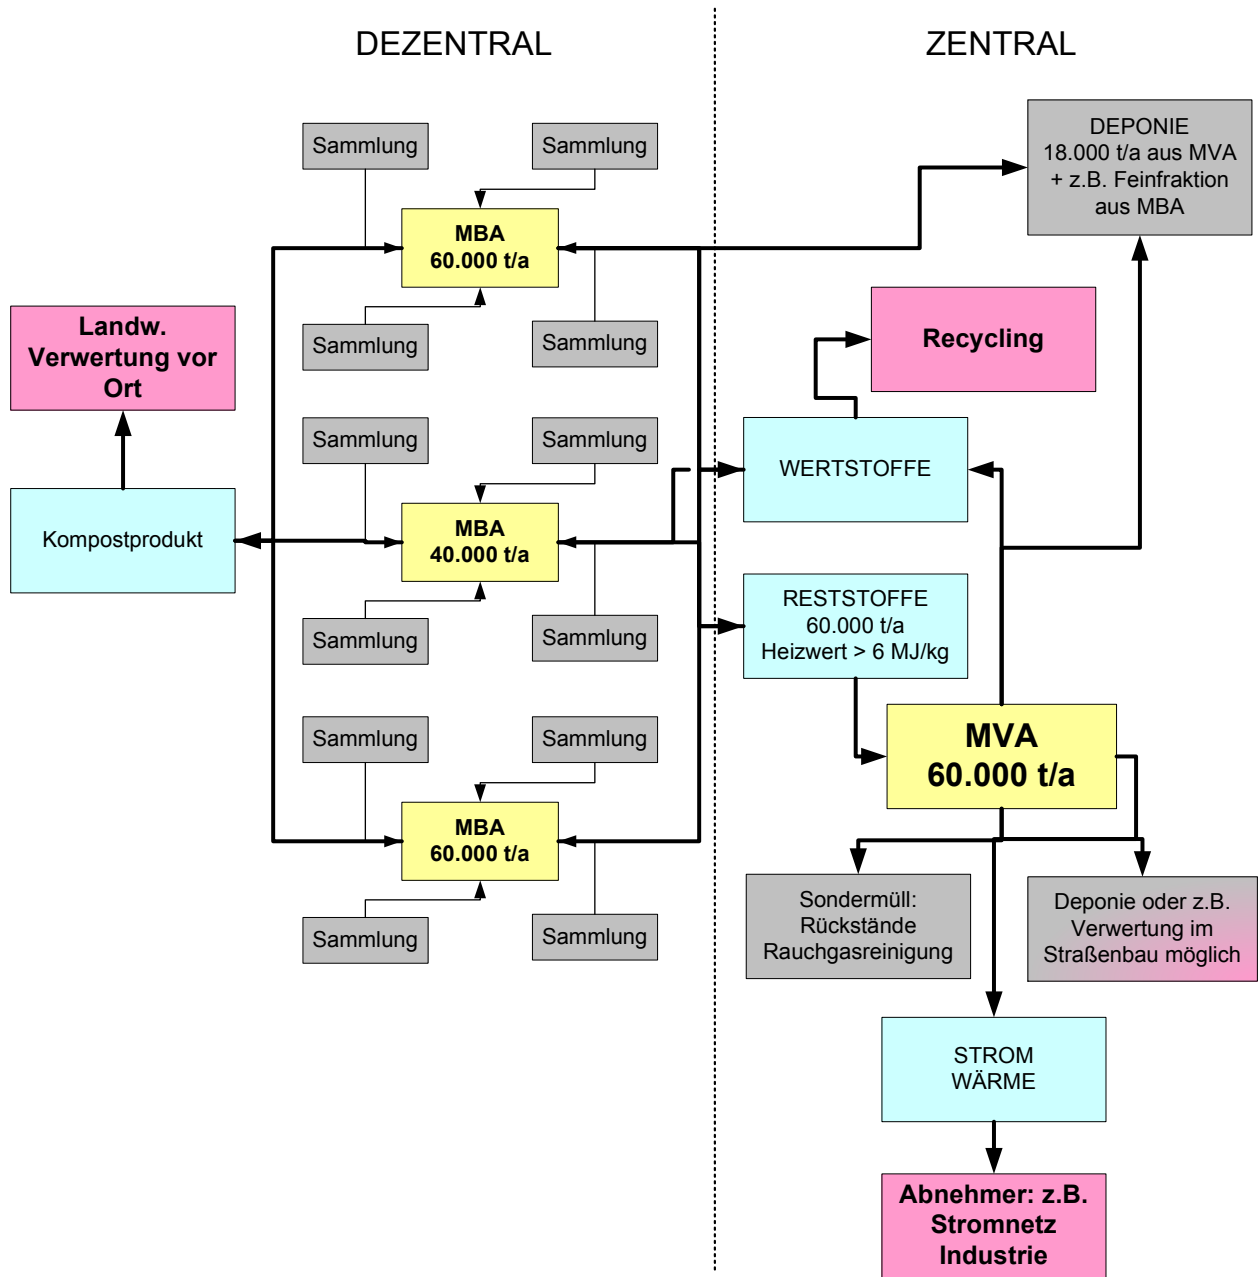 DEZENTRAL
ZENTRAL
Sammlung
Sammlung
MBA
60.000 t/a
Sammlung
Sammlung
Landw.
Verwertung vor
Ort
Kompostprodukt
Sammlung
Sammlung
MBA
40.000 t/a
Sammlung
Sammlung
Sammlung
Sammlung
MBA
60.000 t/a
Sammlung
Sammlung
DEPONIE
18.000 t/a aus MVA
+ z.B. Feinfraktion
aus MBA
Recycling
WERTSTOFFE
RESTSTOFFE
60.000 t/a
Heizwert > 6 MJ/kg
MVA
60.000 t/a
Sondermüll:
Rückstände
Rauchgasreinigung
Deponie oder z.B.
Verwertung im
Straßenbau möglich
STROM
WÄRME
Abnehmer: z.B.
Stromnetz
Industrie